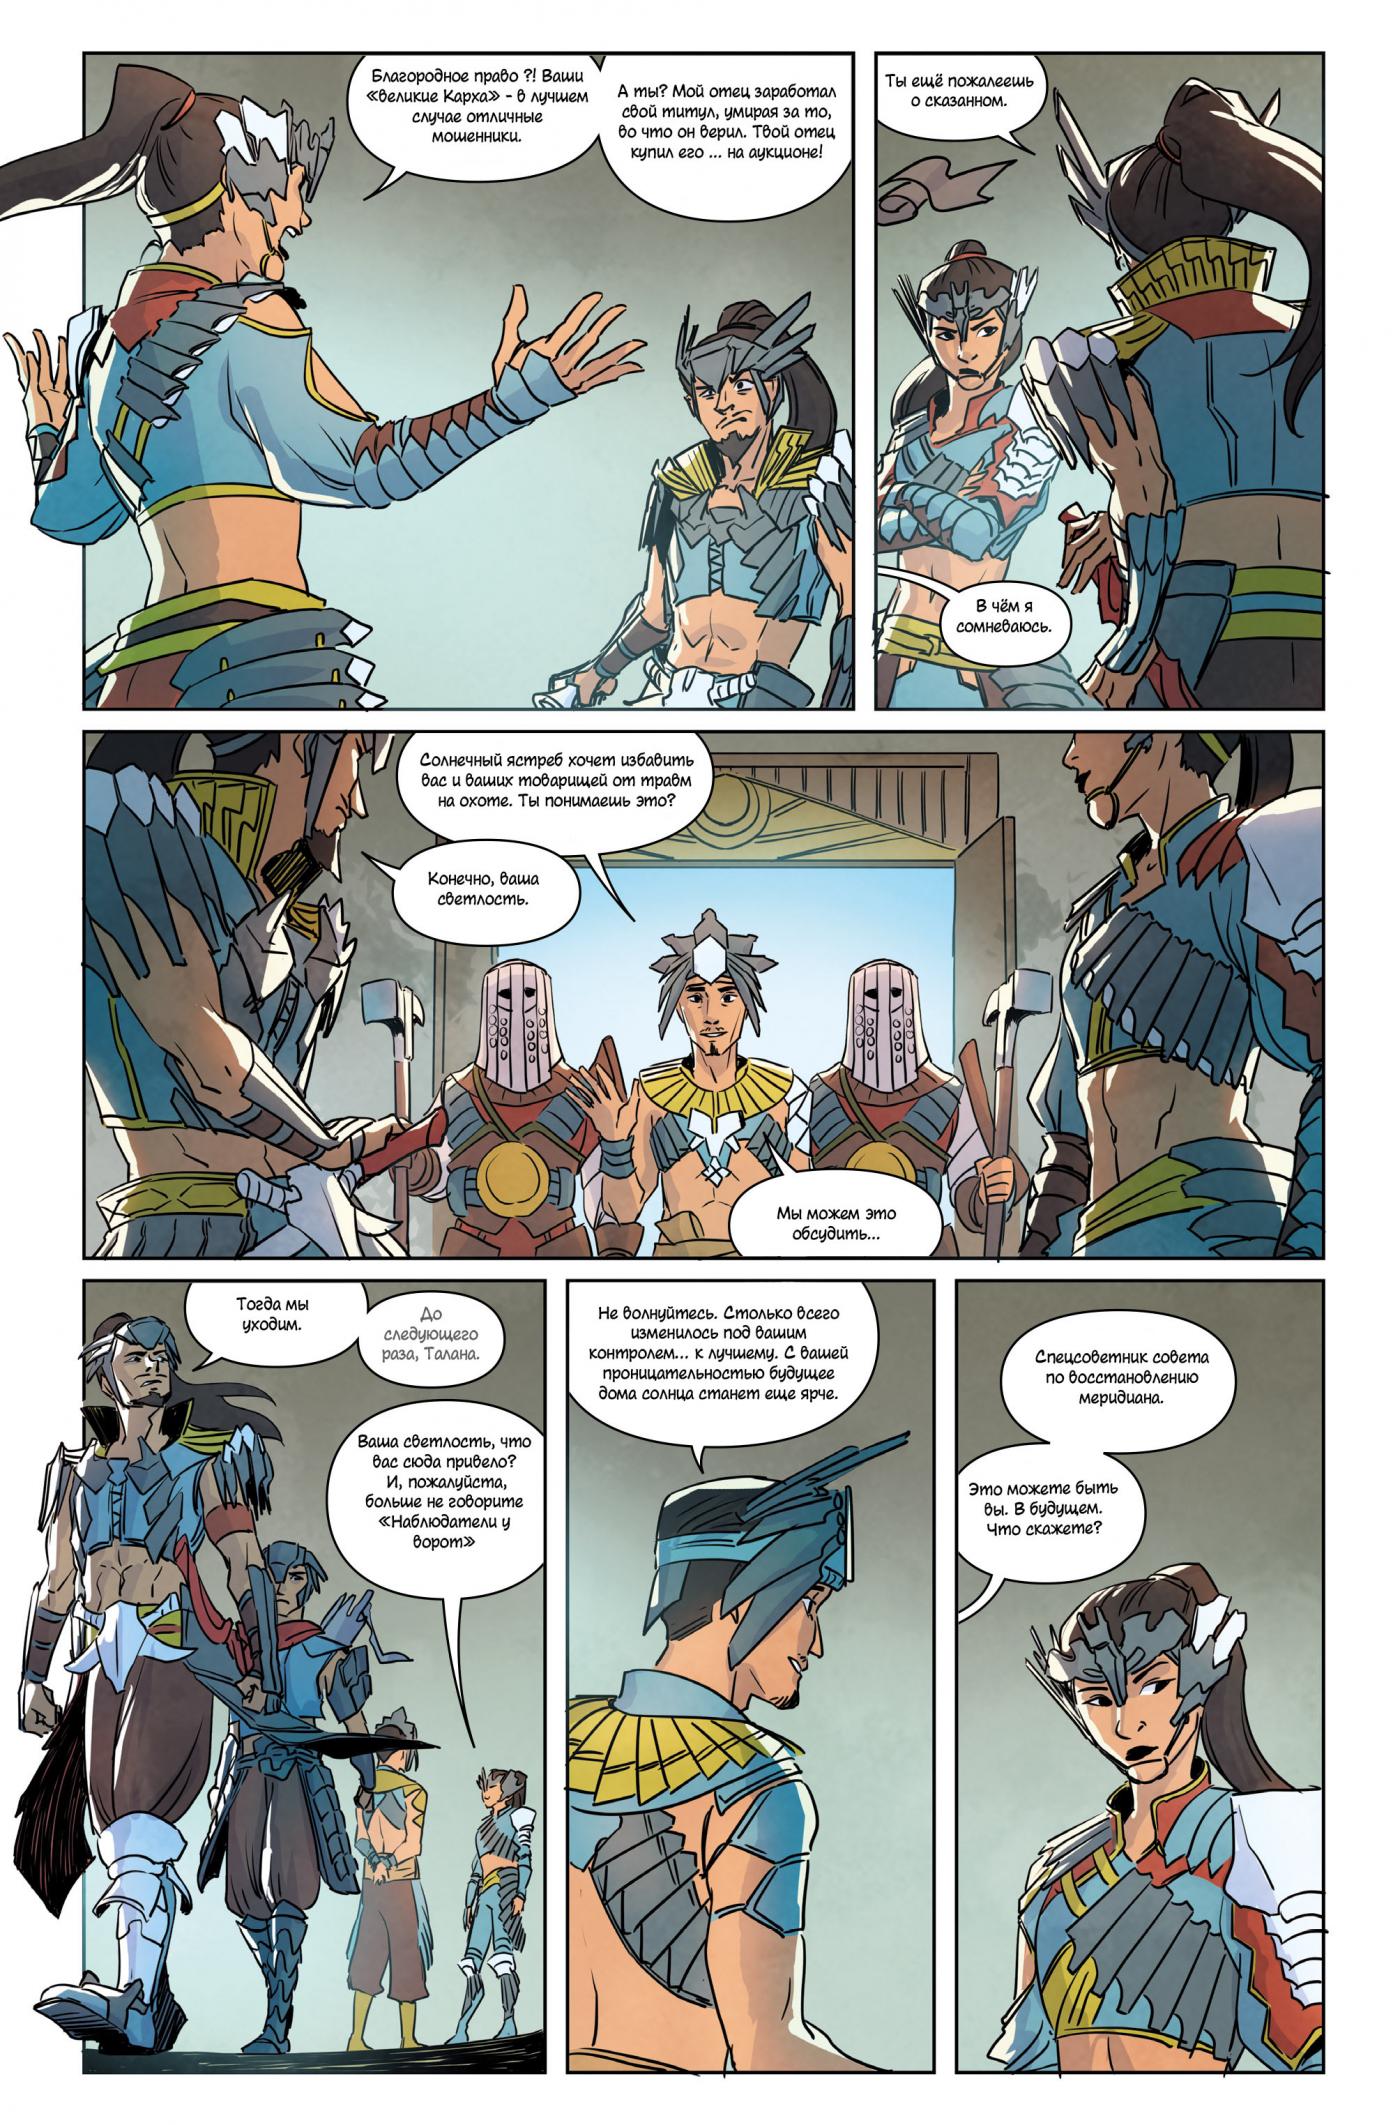 Благородное право ?! Ваши
«великие Карха» - в лучшем
случае отличные
мошенники.
А ты? Мой отец заработал
свой титул, умирая за то,
во что он верил. Твой отец
купил его ... на аукционе!
Ты ещё пожалеешь
о сказанном.
В чём я
сомневаюсь.
Солнечный ястреб хочет избавить
вас и ваших товарищей от травм
на охоте. Ты понимаешь это?
Конечно, ваша
светлость.
Мы можем это
обсудить...
Тогда мы
уходим.
До
следующего
раза, Талана.
Ваша светлость, что
вас сюда привело?
И, пожалуйста,
больше не говорите
«Наблюдатели у
ворот»
Не волнуйтесь. Столько всего
изменилось под вашим
контролем... к лучшему. С вашей
проницательностью будущее
дома солнца станет еще ярче.
Спецсоветник совета
по восстановлению
меридиана.
Это можете быть
вы. В будущем.
Что скажете?